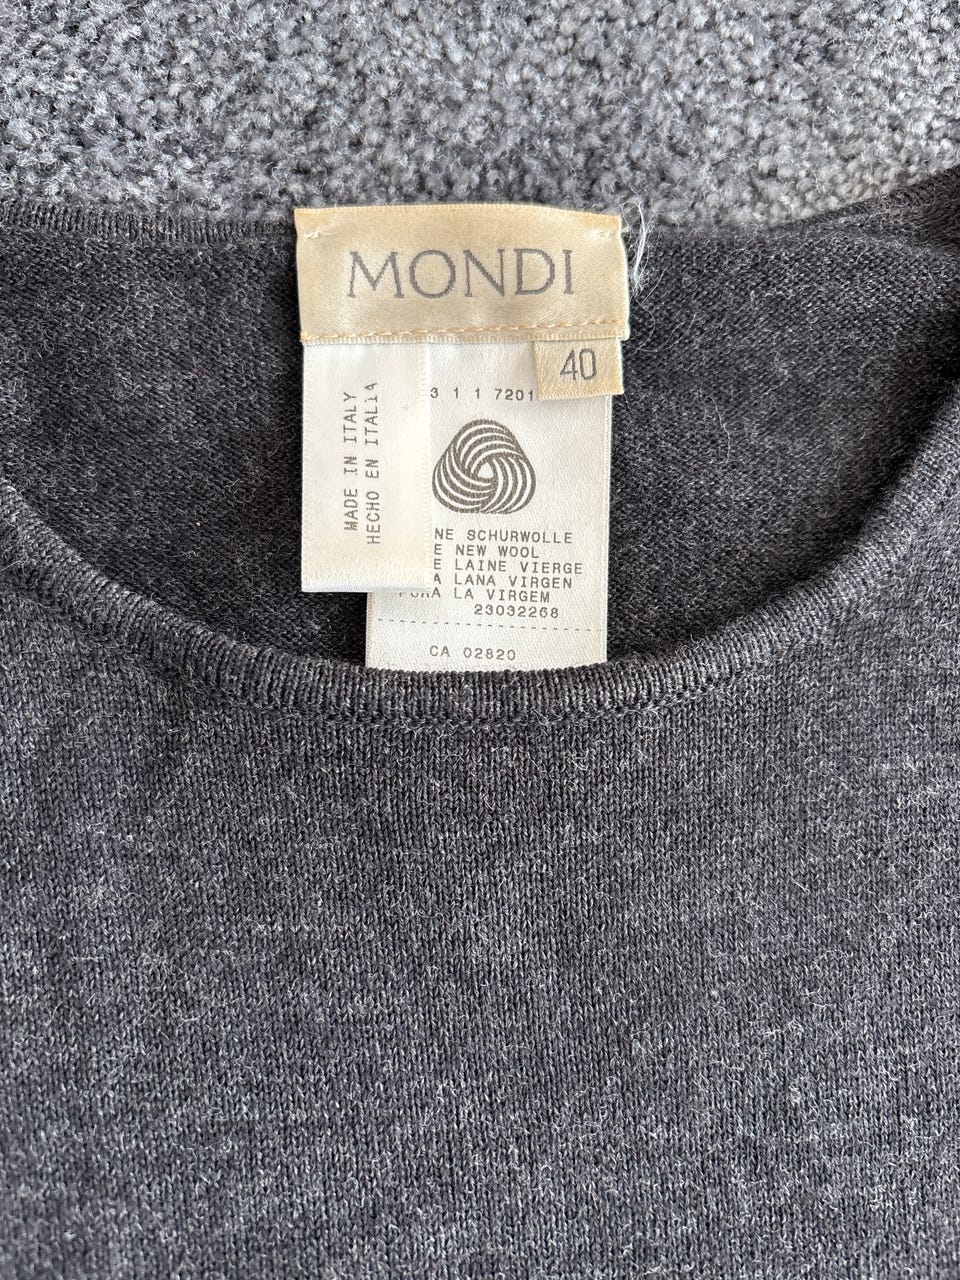 MONDI
40
MADE IN ITALY
HECHO EN ITALIA
3 1 1 7201
NE SCHURWOLLE
E NEW WOOL
E LAINE VIERGE
A LANA VIRGEN
PURA LA VIRGEM
23032268
CA 02820